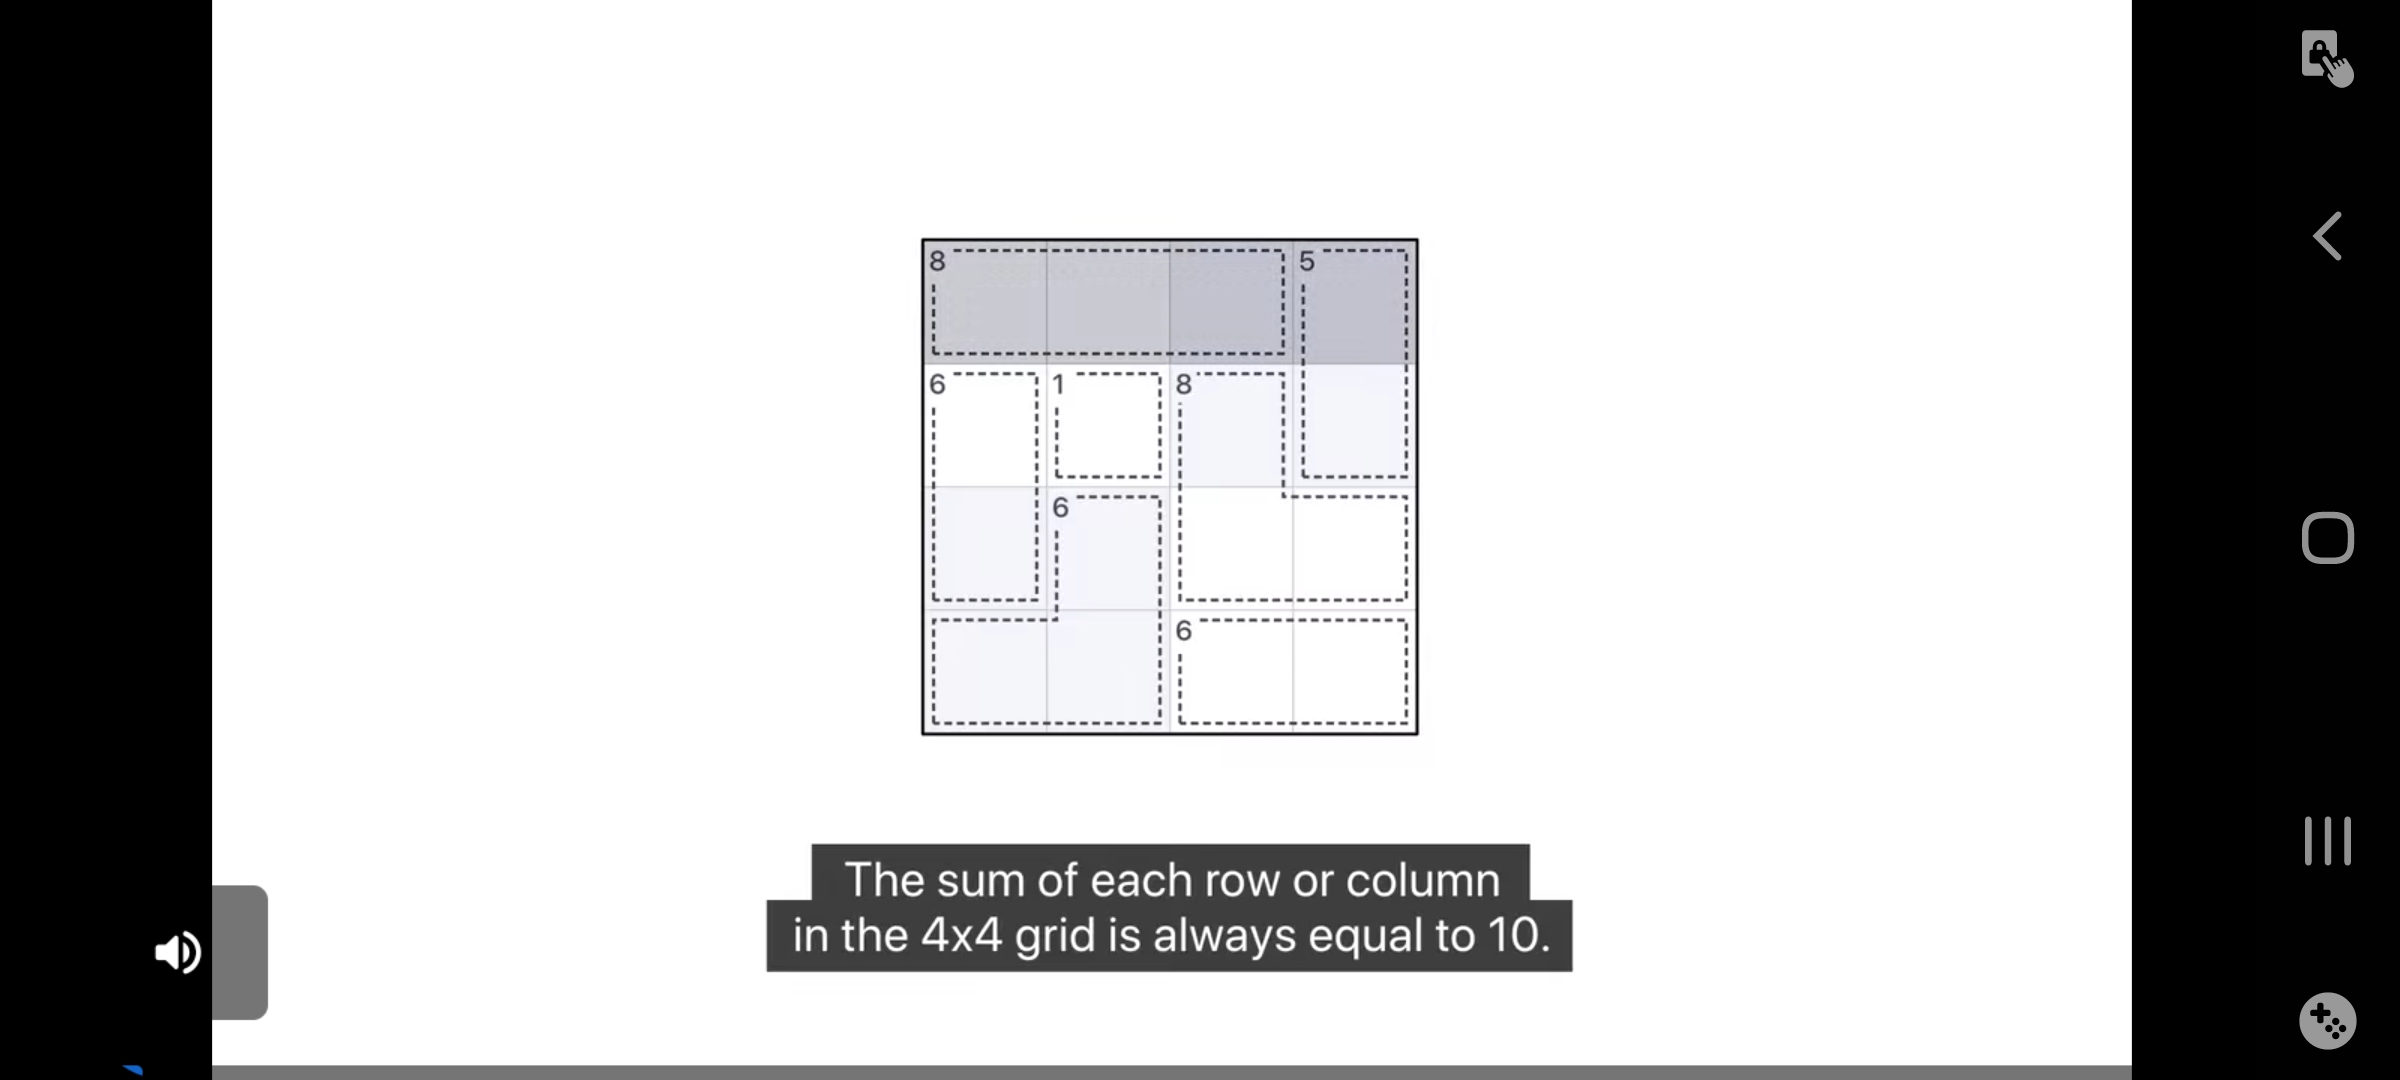 8 5
6 1 8
6
6
The sum of each row or column
in the 4x4 grid is always equal to 10.